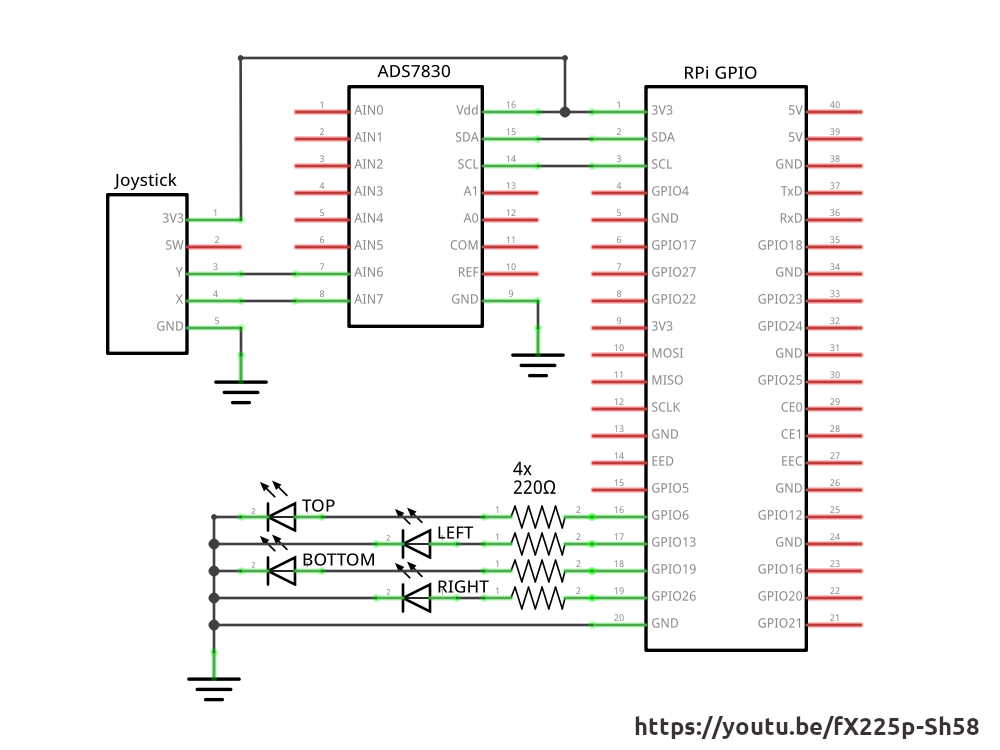 ADS7830
RPi GPIO
Joystick
1 AIN0 Vdd 16
2 AIN1 SDA 15
3 AIN2 SCL 14
4 AIN3 A1 13
5 AIN4 A0 12
6 AIN5 COM 11
7 AIN6 REF 10
8 AIN7 GND 9
3V3 1
SW 2
Y 3
X 4
GND 5
1 3V3 5V 40
2 SDA 5V 39
3 SCL GND 38
4 GPIO4 TxD 37
5 GND RxD 36
6 GPIO17 GPIO18 35
7 GPIO27 GND 34
8 GPIO22 GPIO23 33
9 3V3 GPIO24 32
10 MOSI GND 31
11 MISO GPIO25 30
12 SCLK CE0 29
13 GND CE1 28
14 EED EEC 27
15 GPIO5 GND 26
16 GPIO6 GPIO12 25
17 GPIO13 GND 24
18 GPIO19 GPIO16 23
19 GPIO26 GPIO20 22
20 GND GPIO21 21
4x
220Ω
2 TOP 1 2
2 LEFT 1 2
2 BOTTOM 1 2
2 RIGHT 1 2
https://youtu.be/fX225p-Sh58